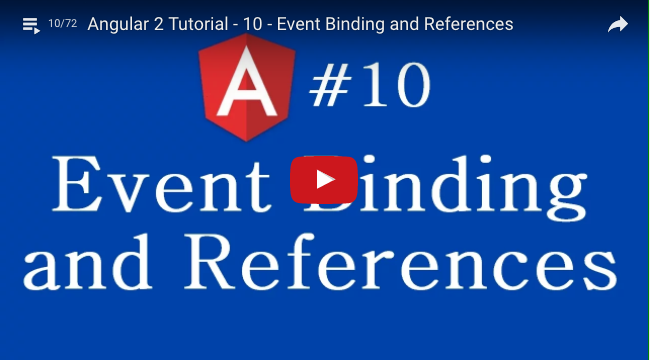 10/72 Angular 2 Tutorial - 10 - Event Binding and References
A #10
Event Binding
and References